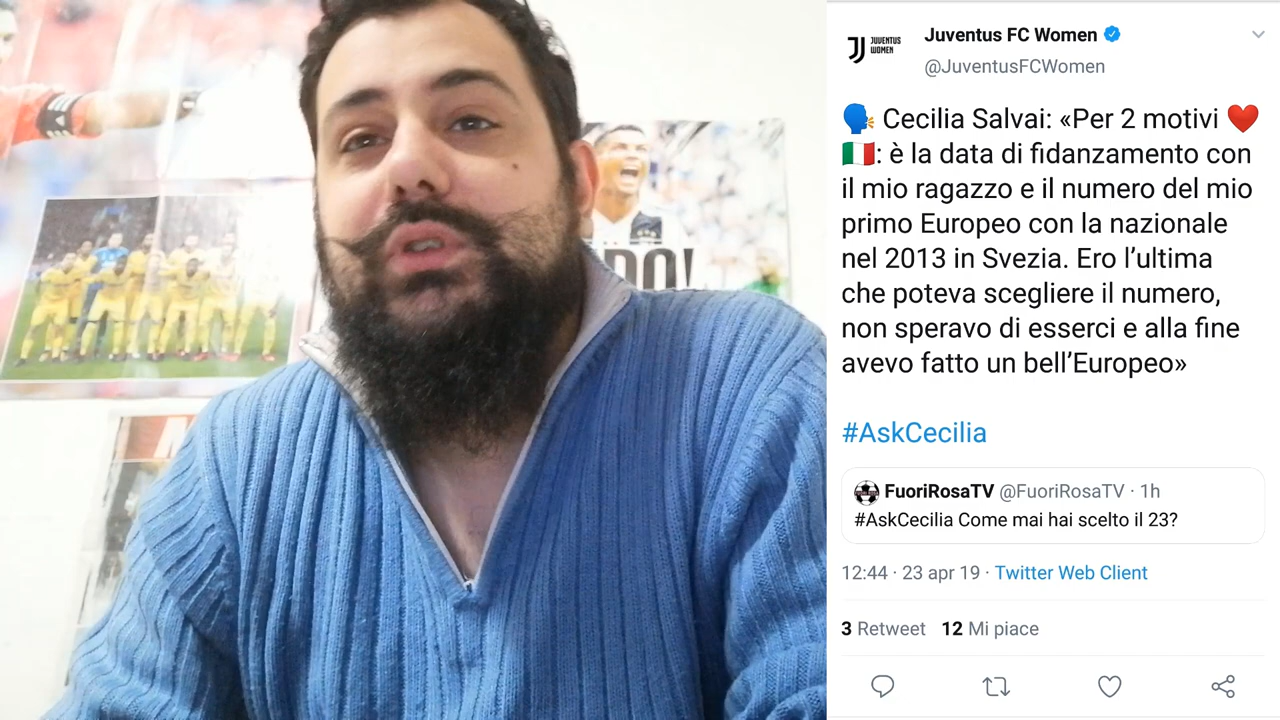 DO!
JUVENTUS
WOMEN
Juventus FC Women
@JuventusFCWomen
🗣️ Cecilia Salvai: «Per 2 motivi ❤️
🇮🇹: è la data di fidanzamento con
il mio ragazzo e il numero del mio
primo Europeo con la nazionale
nel 2013 in Svezia. Ero l’ultima
che poteva scegliere il numero,
non speravo di esserci e alla fine
avevo fatto un bell’Europeo»
#AskCecilia
FuoriRosaTV @FuoriRosaTV · 1h
#AskCecilia Come mai hai scelto il 23?
12:44 · 23 apr 19 · Twitter Web Client
3 Retweet 12 Mi piace